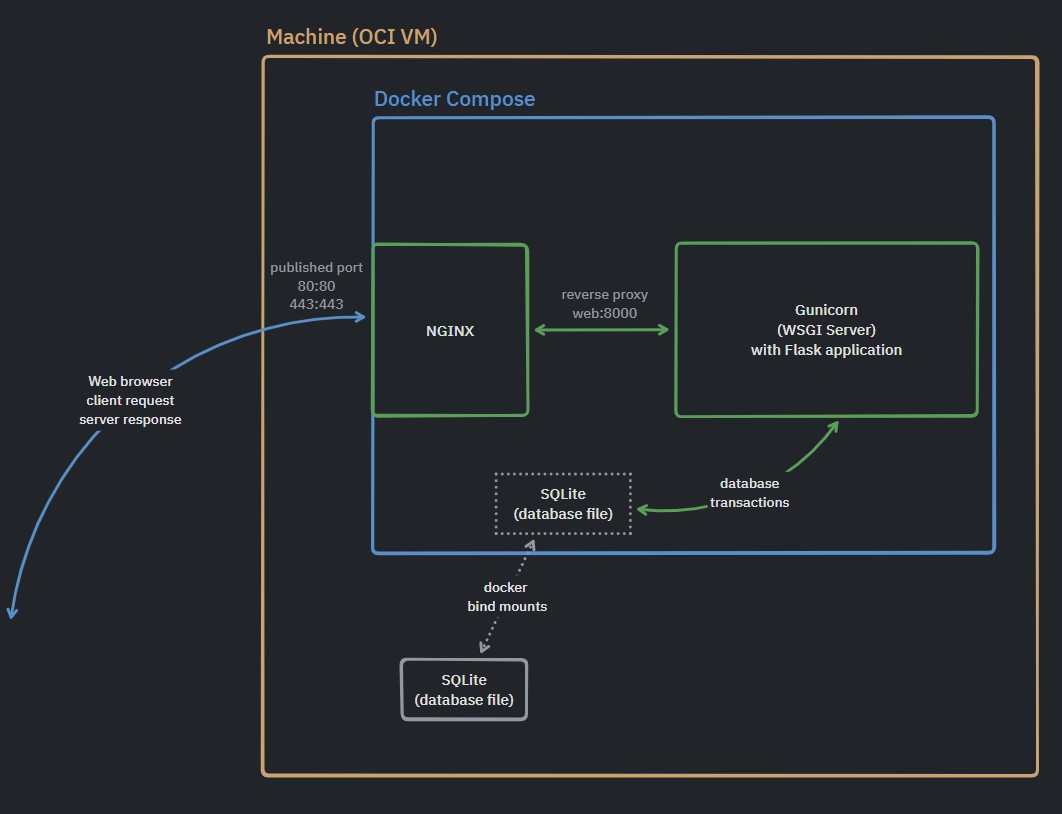 Machine (OCI VM)
Docker Compose
published port
80:80
443:443
NGINX
reverse proxy
web:8000
Gunicorn
(WSGI Server)
with Flask application
Web browser
client request
server response
SQLite
(database file)
database
transactions
docker
bind mounts
SQLite
(database file)